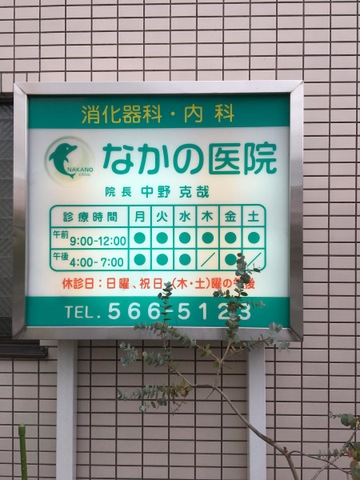 消化器科・内科
NAKANO
なかの医院
院長 中野 克哉
診療時間 月 火 水 木 金 土
午前 9:00-12:00 ● ● ● ● ● ●
午後 4:00-7:00 ● ● ● / ● /
休診日:日曜、祝日、(木・土)曜の午後
TEL. 566-5123